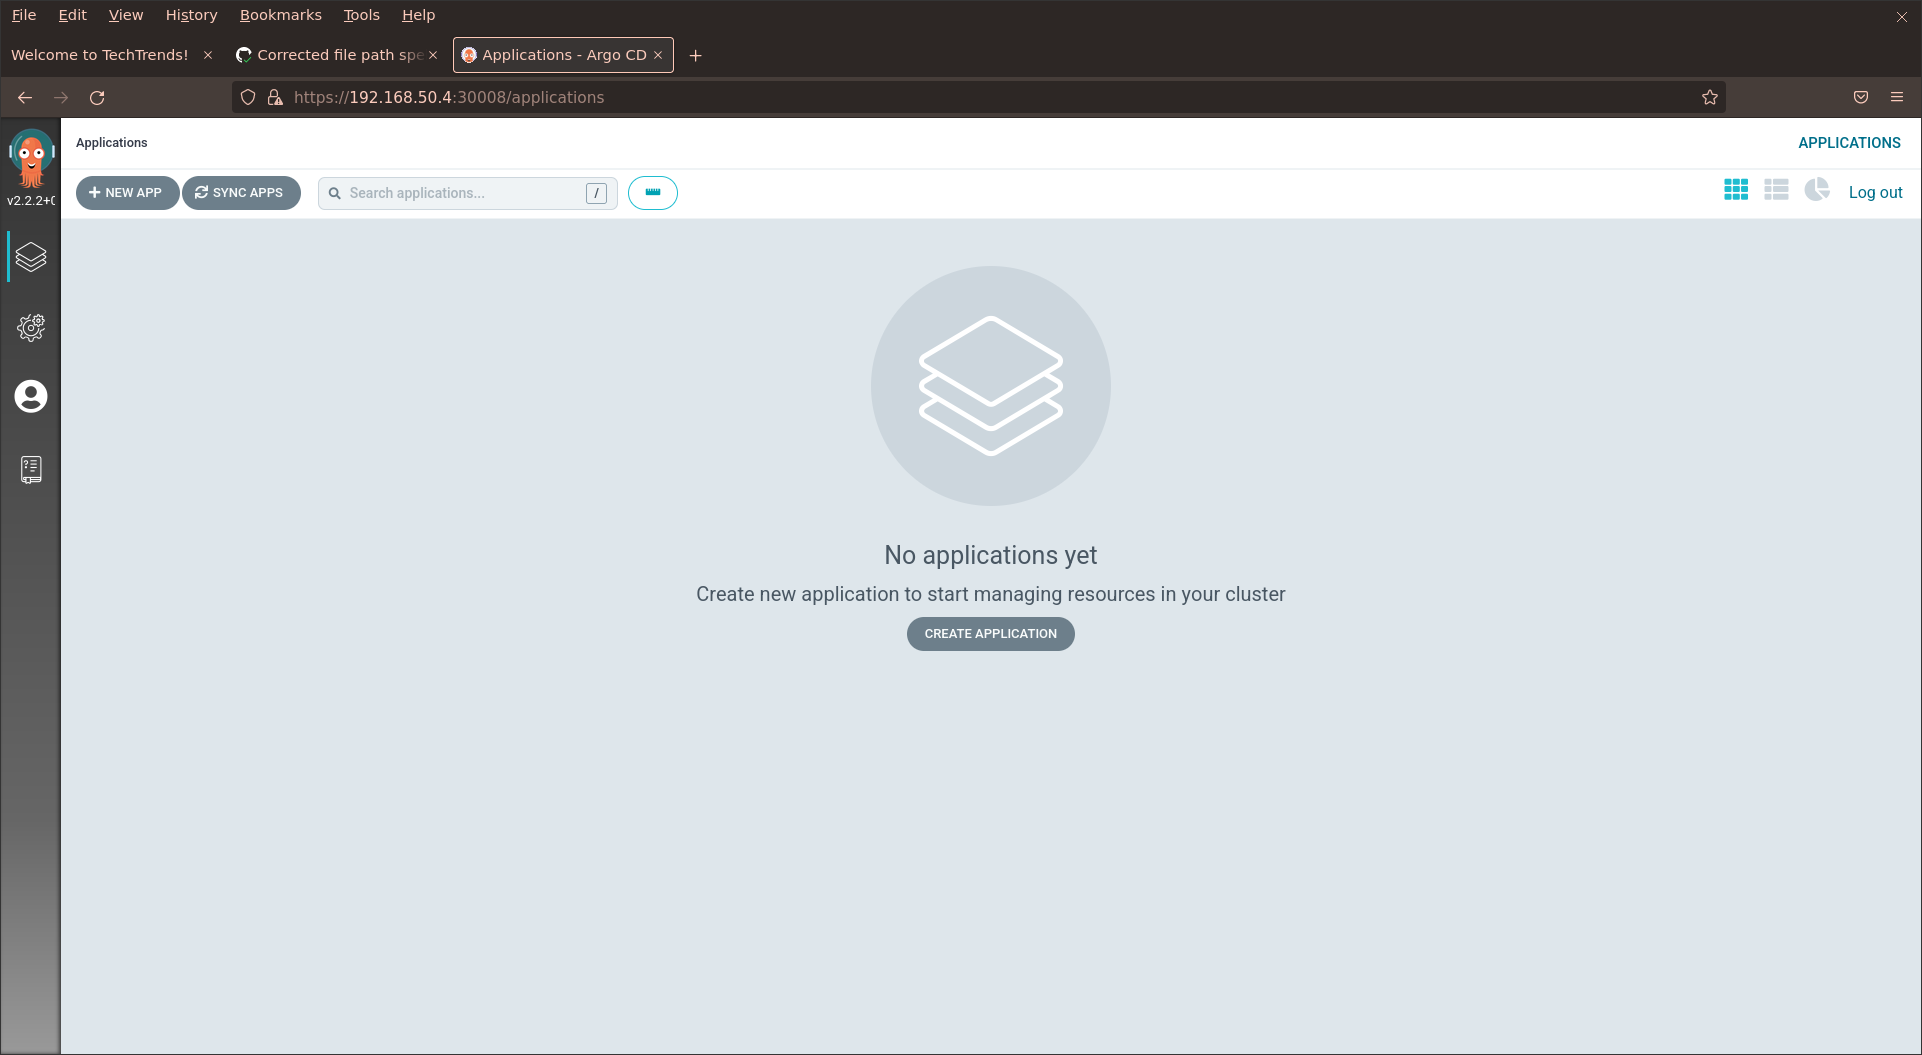 File Edit View History Bookmarks Tools Help
Welcome to TechTrends! Corrected file path spe Applications - Argo CD
https://192.168.50.4:30008/applications
Applications APPLICATIONS
NEW APP SYNC APPS Search applications... / Log out
v2.2.2+
No applications yet
Create new application to start managing resources in your cluster
CREATE APPLICATION